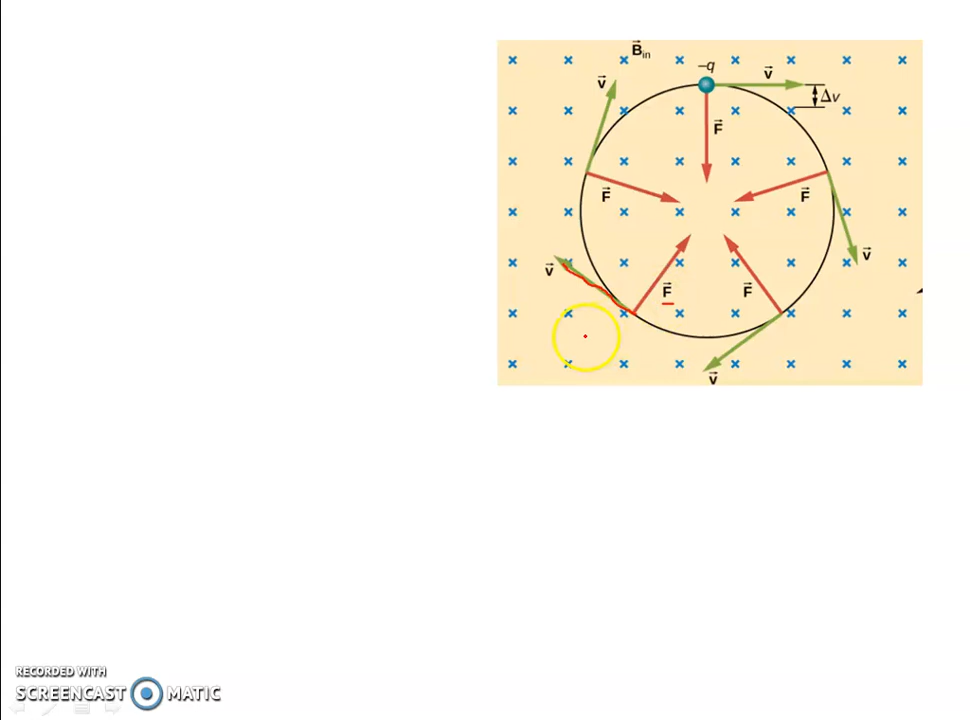 B⃗in
–q
v⃗
v⃗
Δv
F⃗
F⃗
F⃗
v⃗
v⃗
F⃗
F⃗
v⃗
RECORDED WITH
SCREENCAST MATIC